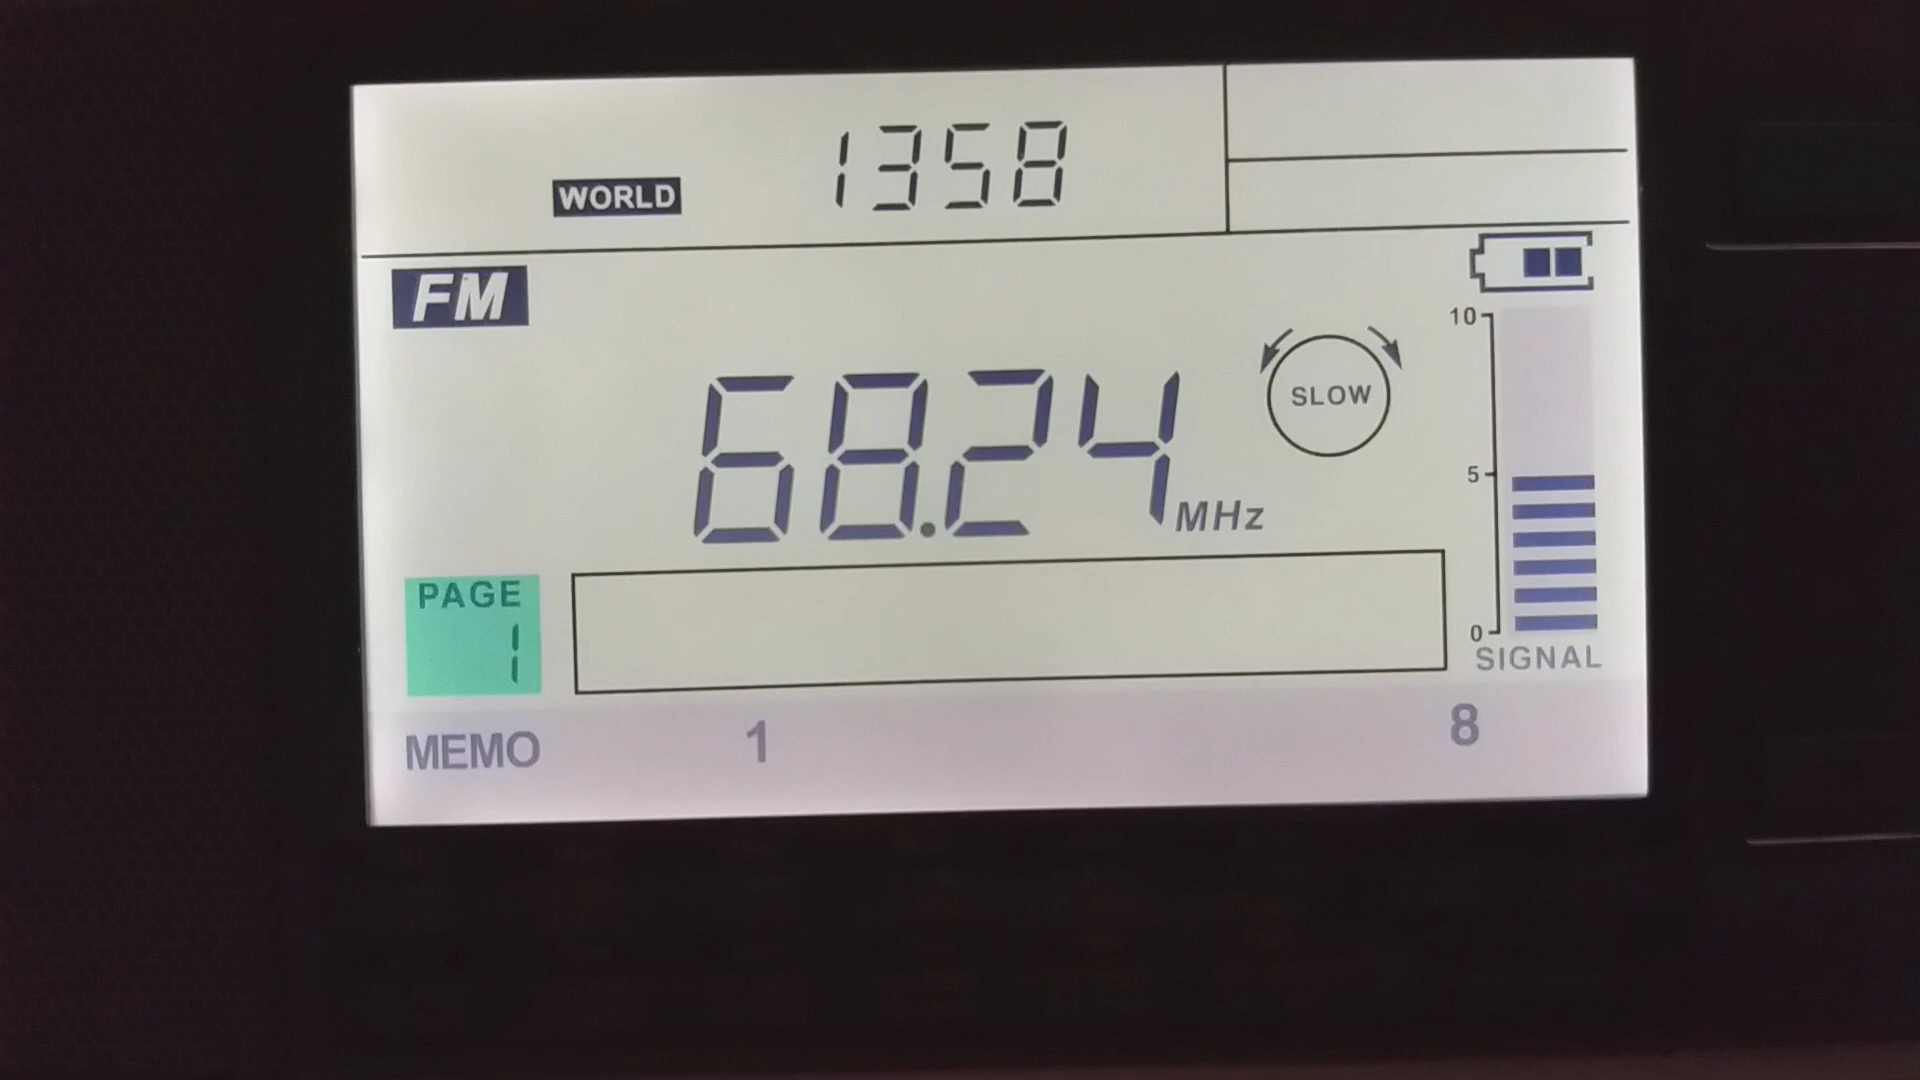 WORLD 1358
FM
10
SLOW
68.24 MHz
5
PAGE
1
0
SIGNAL
MEMO 1 8